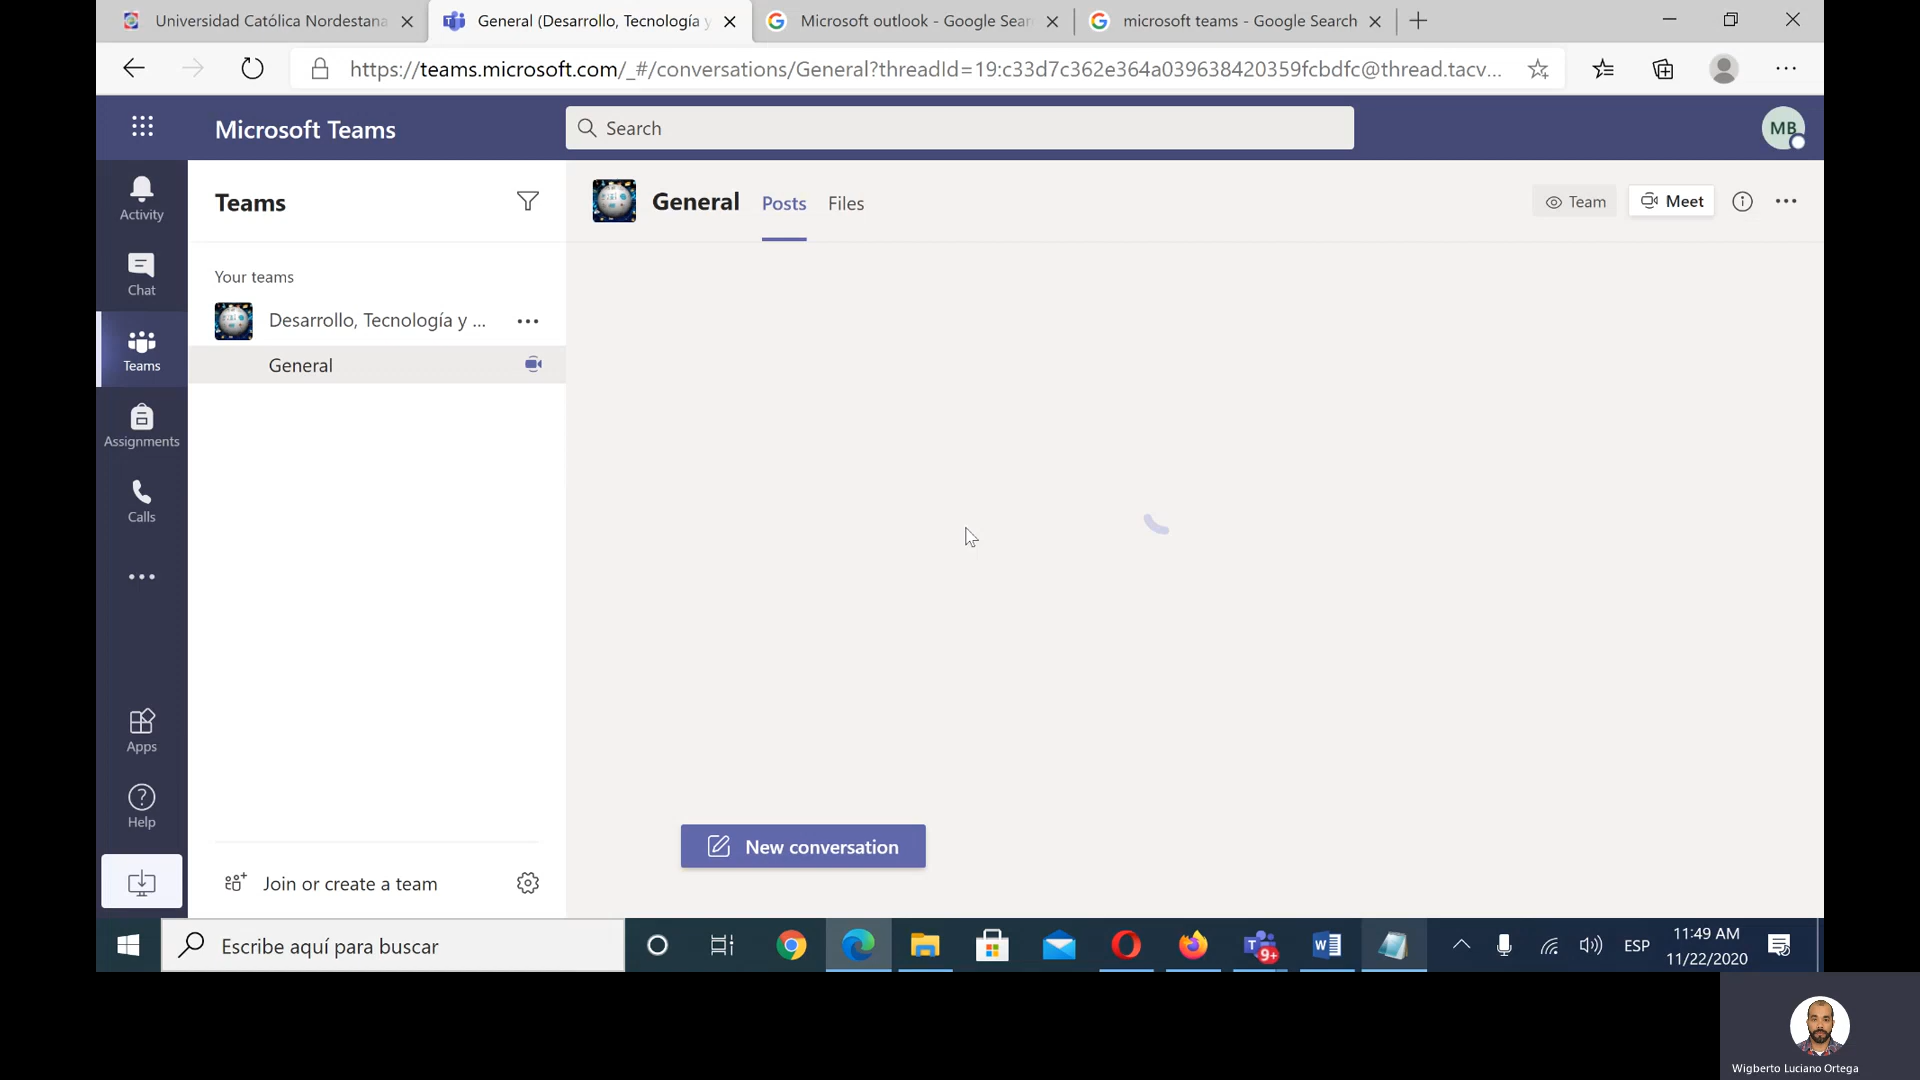 Universidad Católica Nordestana
General (Desarrollo, Tecnología y
Microsoft outlook - Google Sear
microsoft teams - Google Search
https://teams.microsoft.com/_#/conversations/General?threadId=19:c33d7c362e364a039638420359fcbdfc@thread.tacv...
Microsoft Teams
Search
MB
Activity
Chat
Teams
Assignments
Calls
Apps
Help
Teams
Your teams
Desarrollo, Tecnología y ...
General
Join or create a team
General
Posts
Files
Team
Meet
New conversation
Escribe aquí para buscar
9+
ESP
11:49 AM
11/22/2020
Wigberto Luciano Ortega